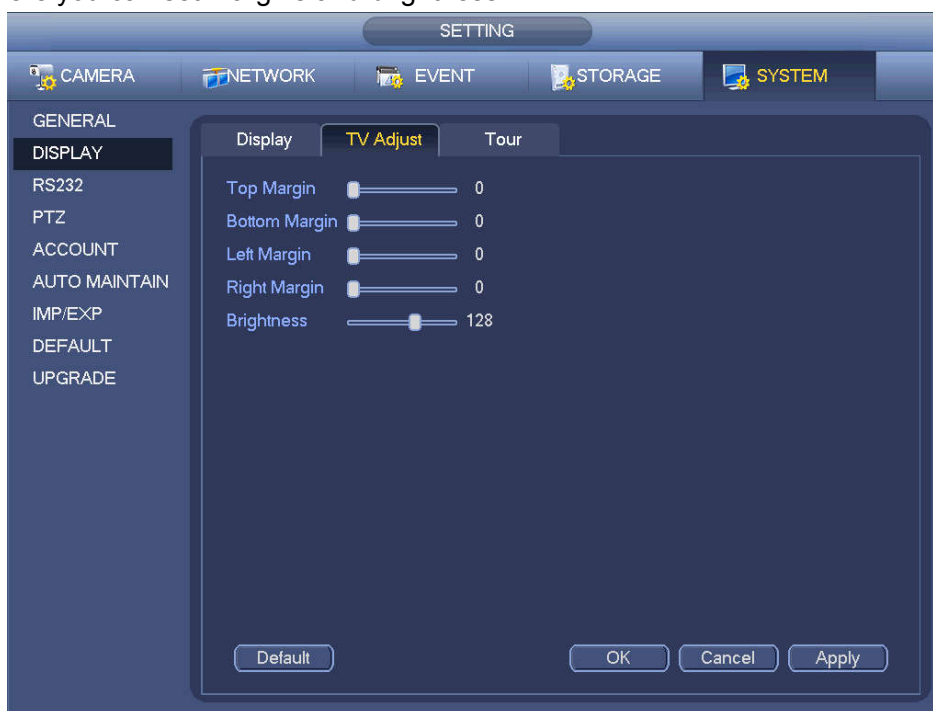 SETTING
CAMERA NETWORK EVENT STORAGE SYSTEM
GENERAL
DISPLAY
RS232
PTZ
ACCOUNT
AUTO MAINTAIN
IMP/EXP
DEFAULT
UPGRADE
Display TV Adjust Tour
Top Margin 0
Bottom Margin 0
Left Margin 0
Right Margin 0
Brightness 128
Default OK Cancel Apply